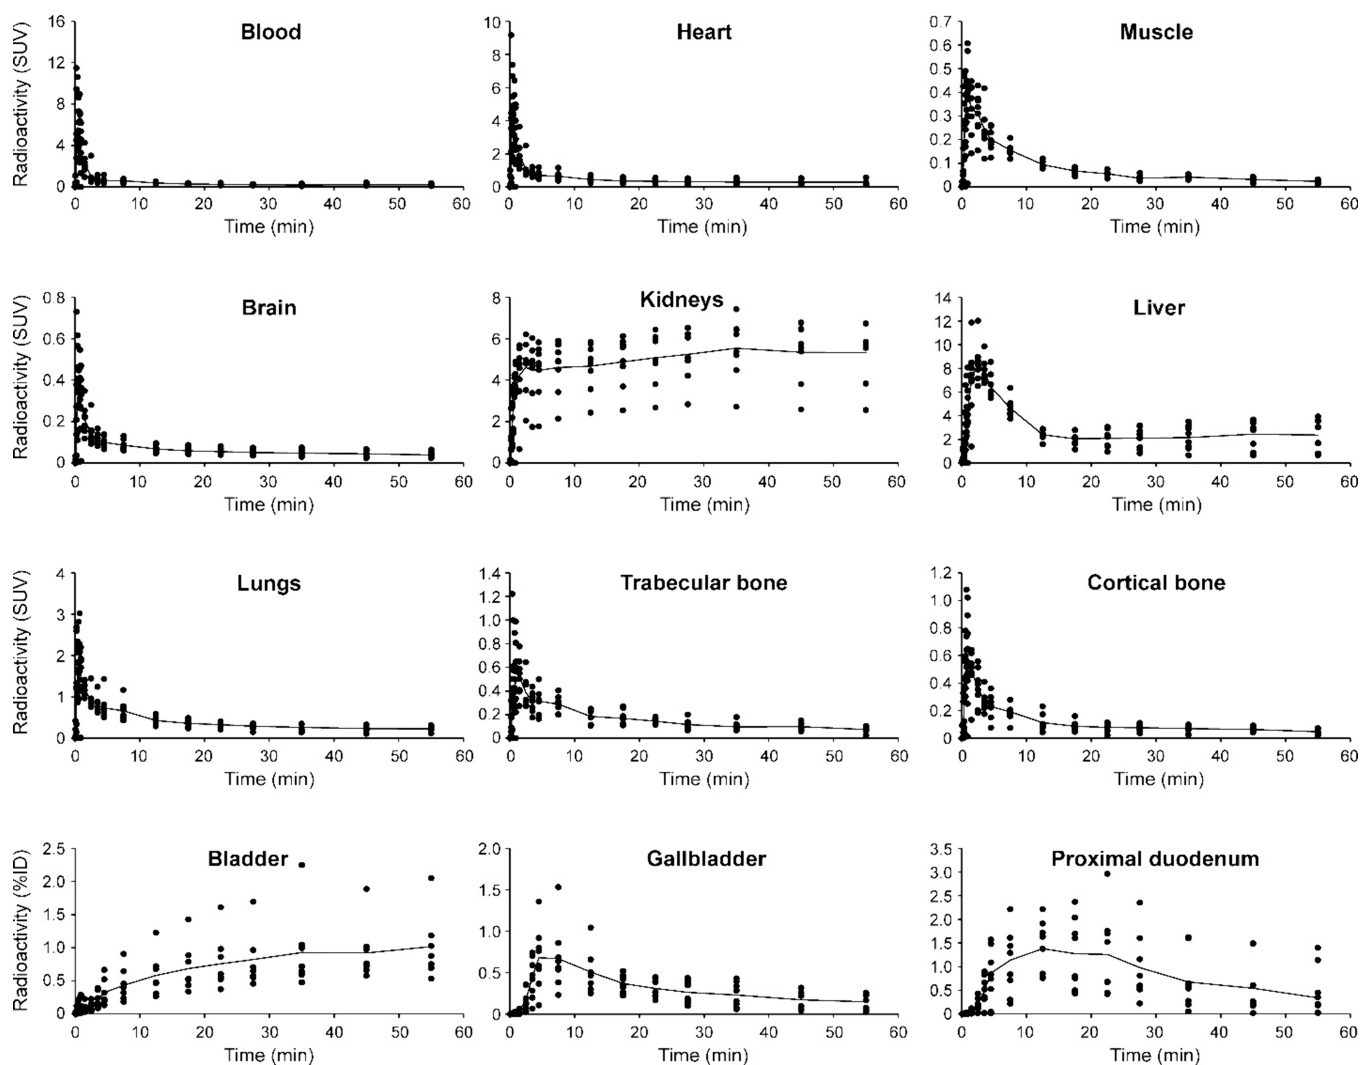 Blood
Radioactivity (SUV)
16
12
8
4
0
0 10 20 30 40 50 60
Time (min)
Heart
10
8
6
4
2
0
0 10 20 30 40 50 60
Time (min)
Muscle
0.7
0.6
0.5
0.4
0.3
0.2
0.1
0
0 10 20 30 40 50 60
Time (min)
Brain
Radioactivity (SUV)
0.8
0.6
0.4
0.2
0
0 10 20 30 40 50 60
Time (min)
Kidneys
8
6
4
2
0
0 10 20 30 40 50 60
Time (min)
Liver
14
12
10
8
6
4
2
0
0 10 20 30 40 50 60
Time (min)
Lungs
Radioactivity (SUV)
4
3
2
1
0
0 10 20 30 40 50 60
Time (min)
Trabecular bone
1.4
1.2
1.0
0.8
0.6
0.4
0.2
0
0 10 20 30 40 50 60
Time (min)
Cortical bone
1.2
1.0
0.8
0.6
0.4
0.2
0
0 10 20 30 40 50 60
Time (min)
Bladder
Radioactivity (%ID)
2.5
2.0
1.5
1.0
0.5
0
0 10 20 30 40 50 60
Time (min)
Gallbladder
2.0
1.5
1.0
0.5
0
0 10 20 30 40 50 60
Time (min)
Proximal duodenum
3.5
3.0
2.5
2.0
1.5
1.0
0.5
0
0 10 20 30 40 50 60
Time (min)